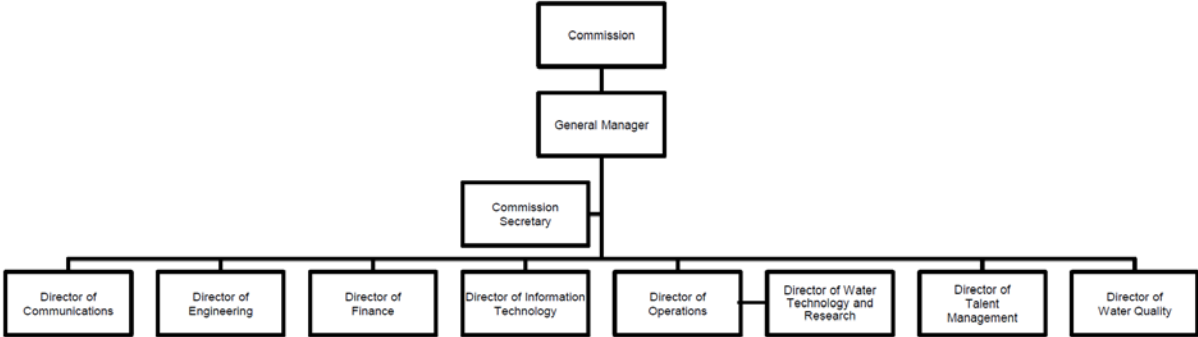 Commission
General Manager
Commission
Secretary
Director of
Communications
Director of
Engineering
Director of
Finance
Director of Information
Technology
Director of
Operations
Director of Water
Technology and
Research
Director of
Talent
Management
Director of
Water Quality